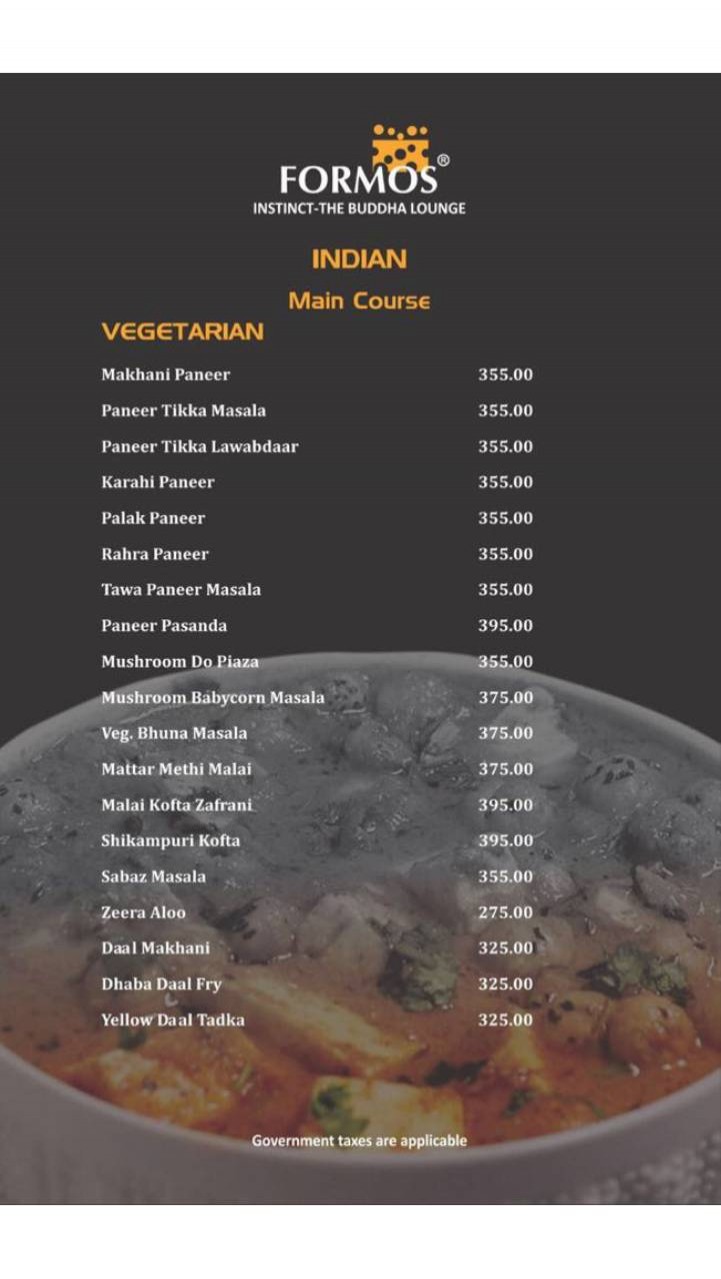 FORMOS®
INSTINCT-THE BUDDHA LOUNGE
INDIAN
Main Course
VEGETARIAN
Makhani Paneer 355.00
Paneer Tikka Masala 355.00
Paneer Tikka Lawabdaar 355.00
Karahi Paneer 355.00
Palak Paneer 355.00
Rahra Paneer 355.00
Tawa Paneer Masala 355.00
Paneer Pasanda 395.00
Mushroom Do Piaza 355.00
Mushroom Babycorn Masala 375.00
Veg. Bhuna Masala 375.00
Mattar Methi Malai 375.00
Malai Kofta Zafrani 395.00
Shikampuri Kofta 395.00
Sabaz Masala 355.00
Zeera Aloo 275.00
Daal Makhani 325.00
Dhaba Daal Fry 325.00
Yellow Daal Tadka 325.00
Government taxes are applicable